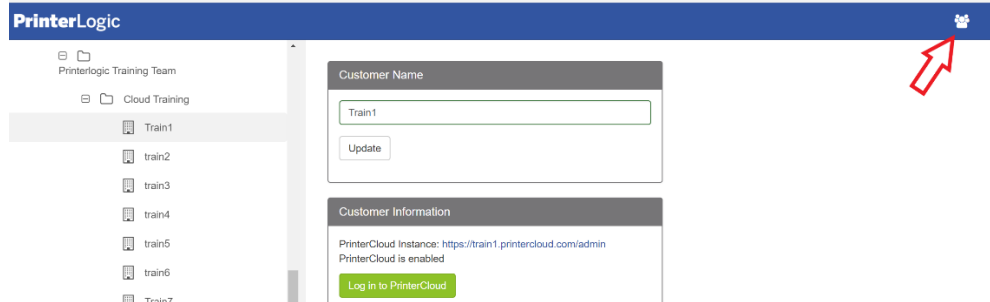 PrinterLogic
Printerlogic Training Team
Cloud Training
Train1
train2
train3
train4
train5
train6
Train7
Customer Name
Train1
Update
Customer Information
PrinterCloud Instance: https://train1.printercloud.com/admin
PrinterCloud is enabled
Log in to PrinterCloud